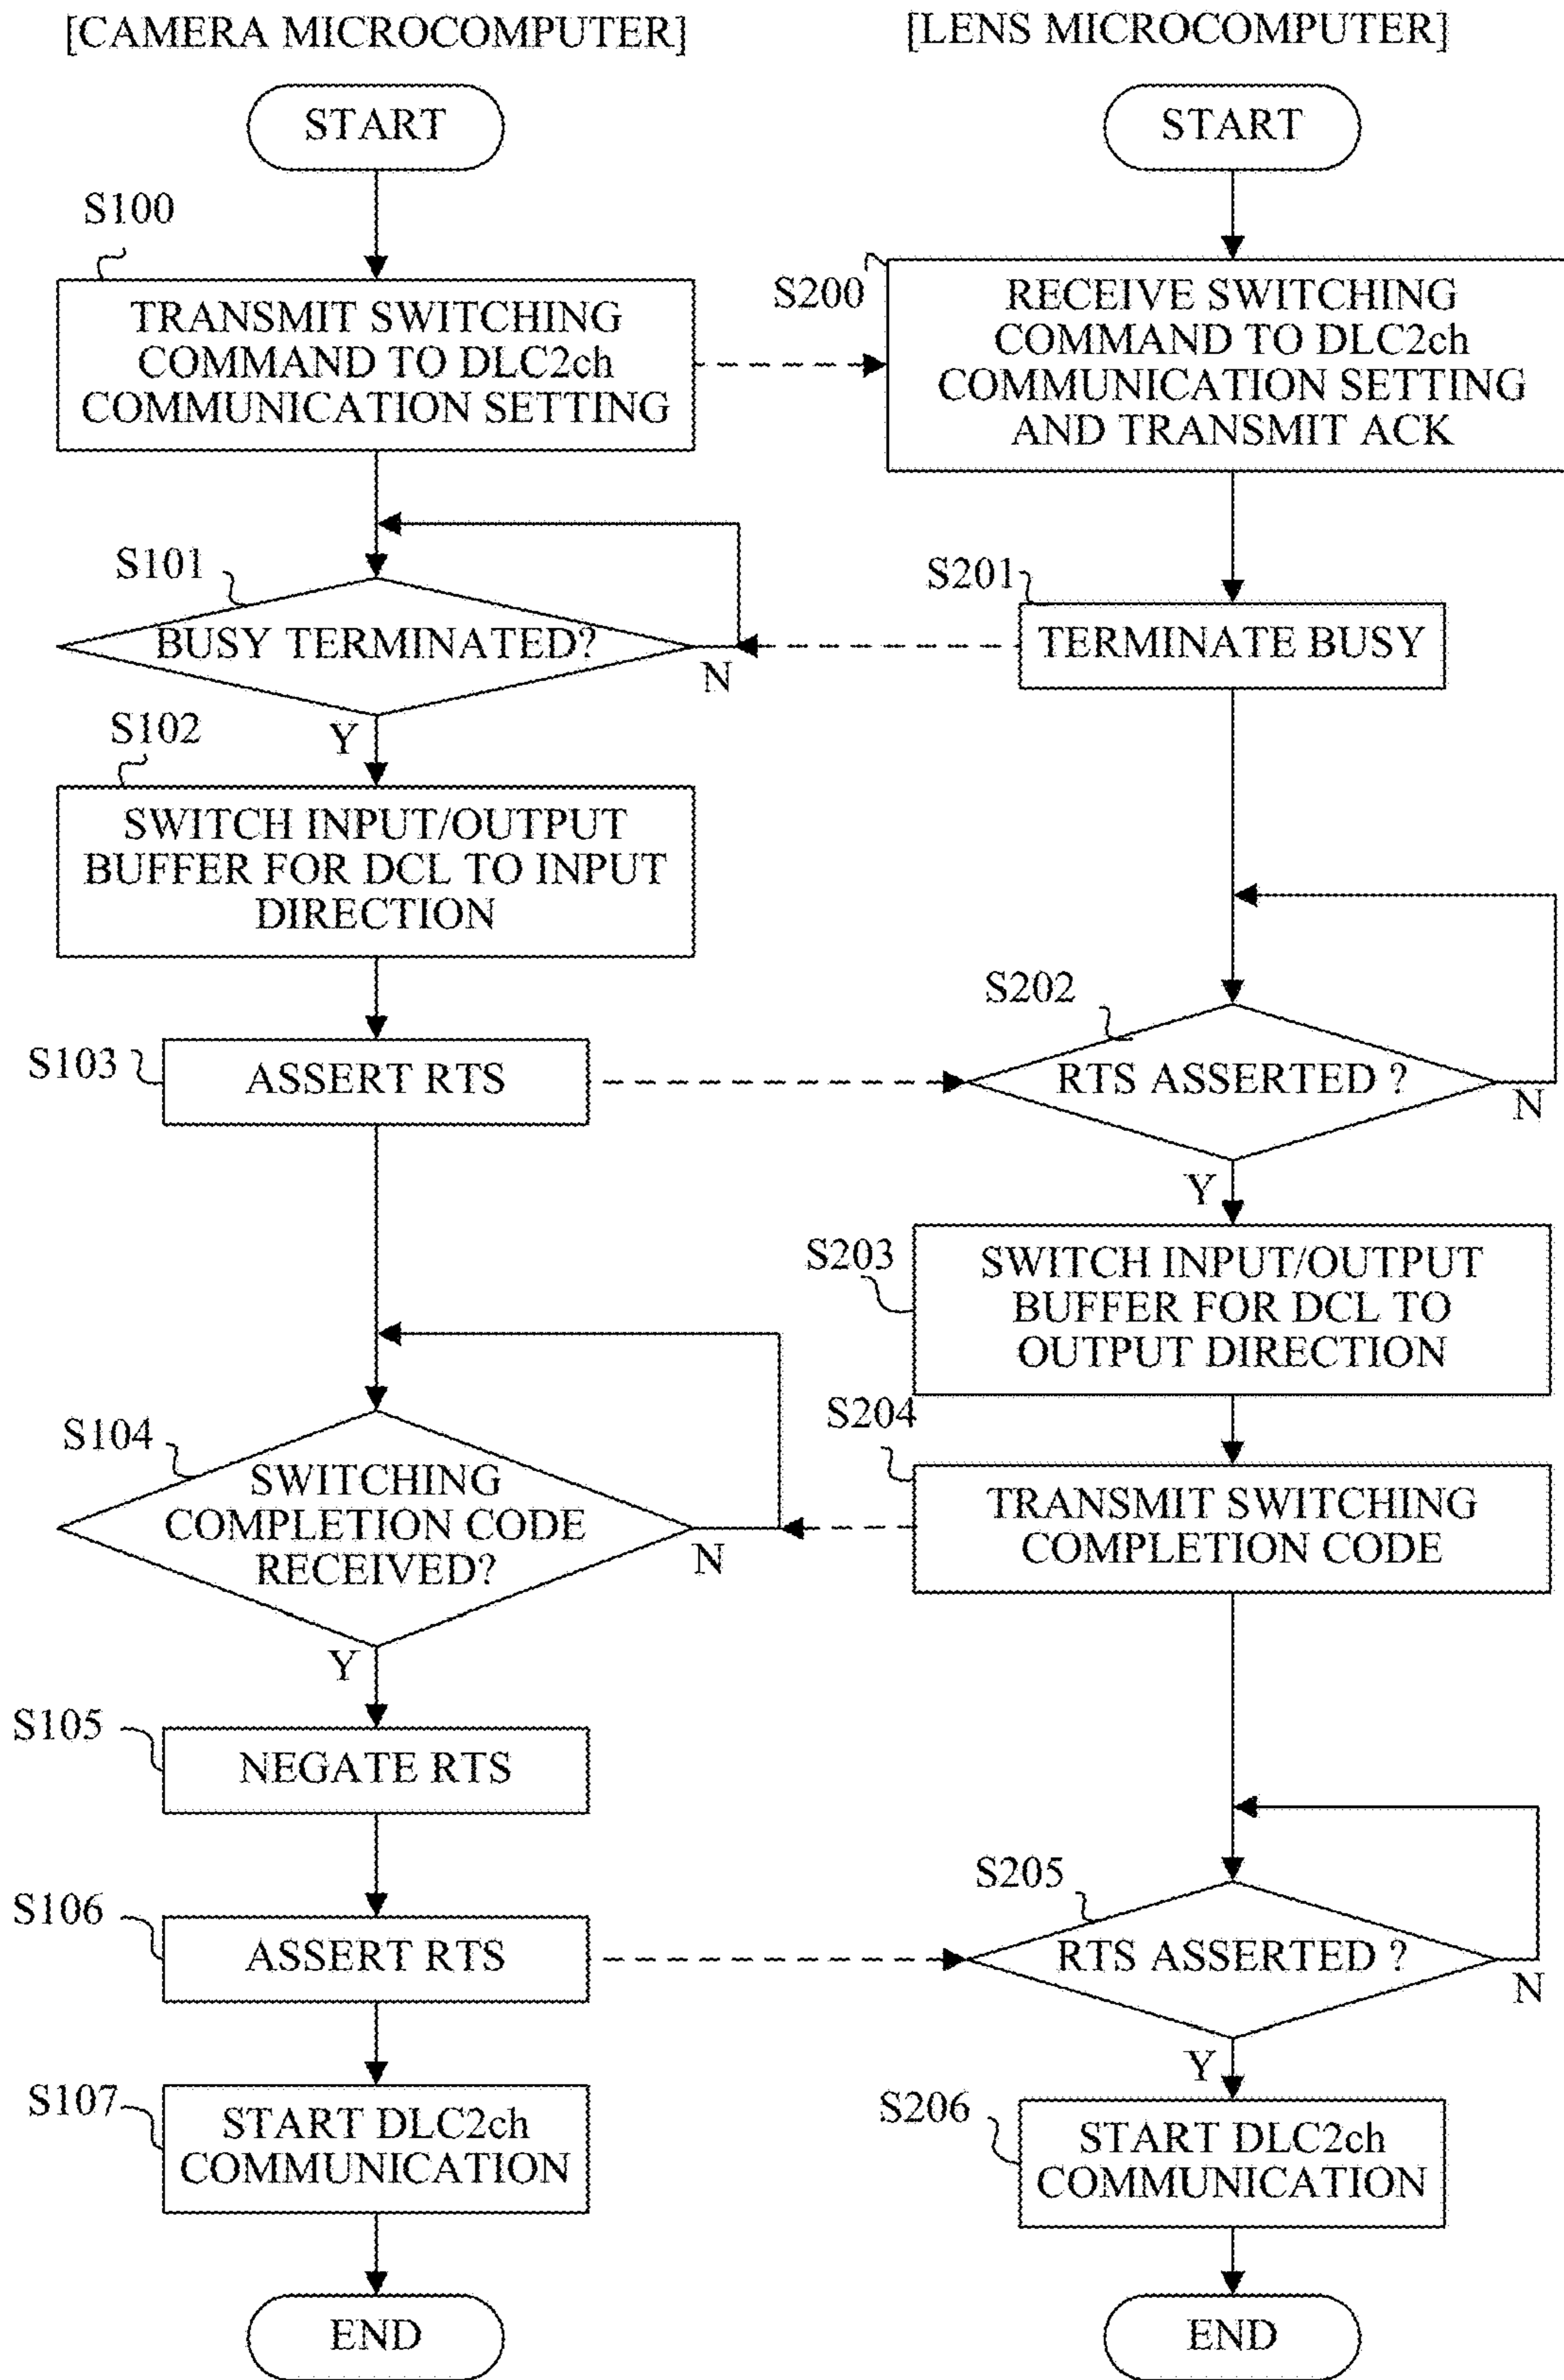 [CAMERA MICROCOMPUTER]
START
S100
TRANSMIT SWITCHING
COMMAND TO DLC2ch
COMMUNICATION SETTING
S101
BUSY TERMINATED?
N
Y
S102
SWITCH INPUT/OUTPUT
BUFFER FOR DCL TO INPUT
DIRECTION
S103
ASSERT RTS
S104
SWITCHING
COMPLETION CODE
RECEIVED?
N
Y
S105
NEGATE RTS
S106
ASSERT RTS
S107
START DLC2ch
COMMUNICATION
END
[LENS MICROCOMPUTER]
START
S200
RECEIVE SWITCHING
COMMAND TO DLC2ch
COMMUNICATION SETTING
AND TRANSMIT ACK
S201
TERMINATE BUSY
S202
RTS ASSERTED ?
N
Y
S203
SWITCH INPUT/OUTPUT
BUFFER FOR DCL TO
OUTPUT DIRECTION
S204
TRANSMIT SWITCHING
COMPLETION CODE
S205
RTS ASSERTED ?
N
Y
S206
START DLC2ch
COMMUNICATION
END